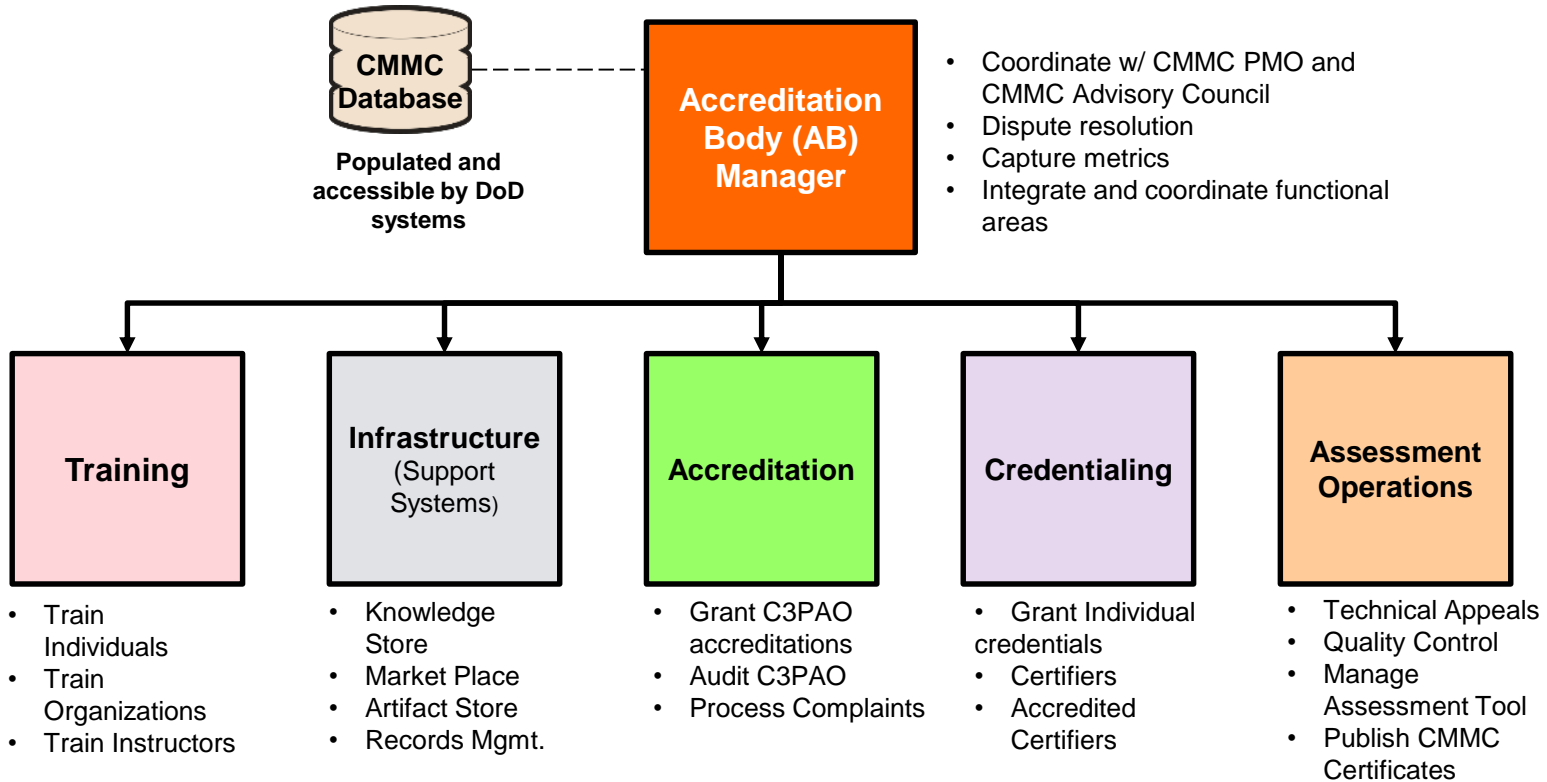 CMMC
Database
Populated and
accessible by DoD
systems
Accreditation
Body (AB)
Manager
• Coordinate w/ CMMC PMO and
CMMC Advisory Council
• Dispute resolution
• Capture metrics
• Integrate and coordinate functional
areas
Training
• Train
Individuals
• Train
Organizations
• Train Instructors
Infrastructure
(Support
Systems)
• Knowledge
Store
• Market Place
• Artifact Store
• Records Mgmt.
Accreditation
• Grant C3PAO
accreditations
• Audit C3PAO
• Process Complaints
Credentialing
• Grant Individual
credentials
• Certifiers
• Accredited
Certifiers
Assessment
Operations
• Technical Appeals
• Quality Control
• Manage
Assessment Tool
• Publish CMMC
Certificates